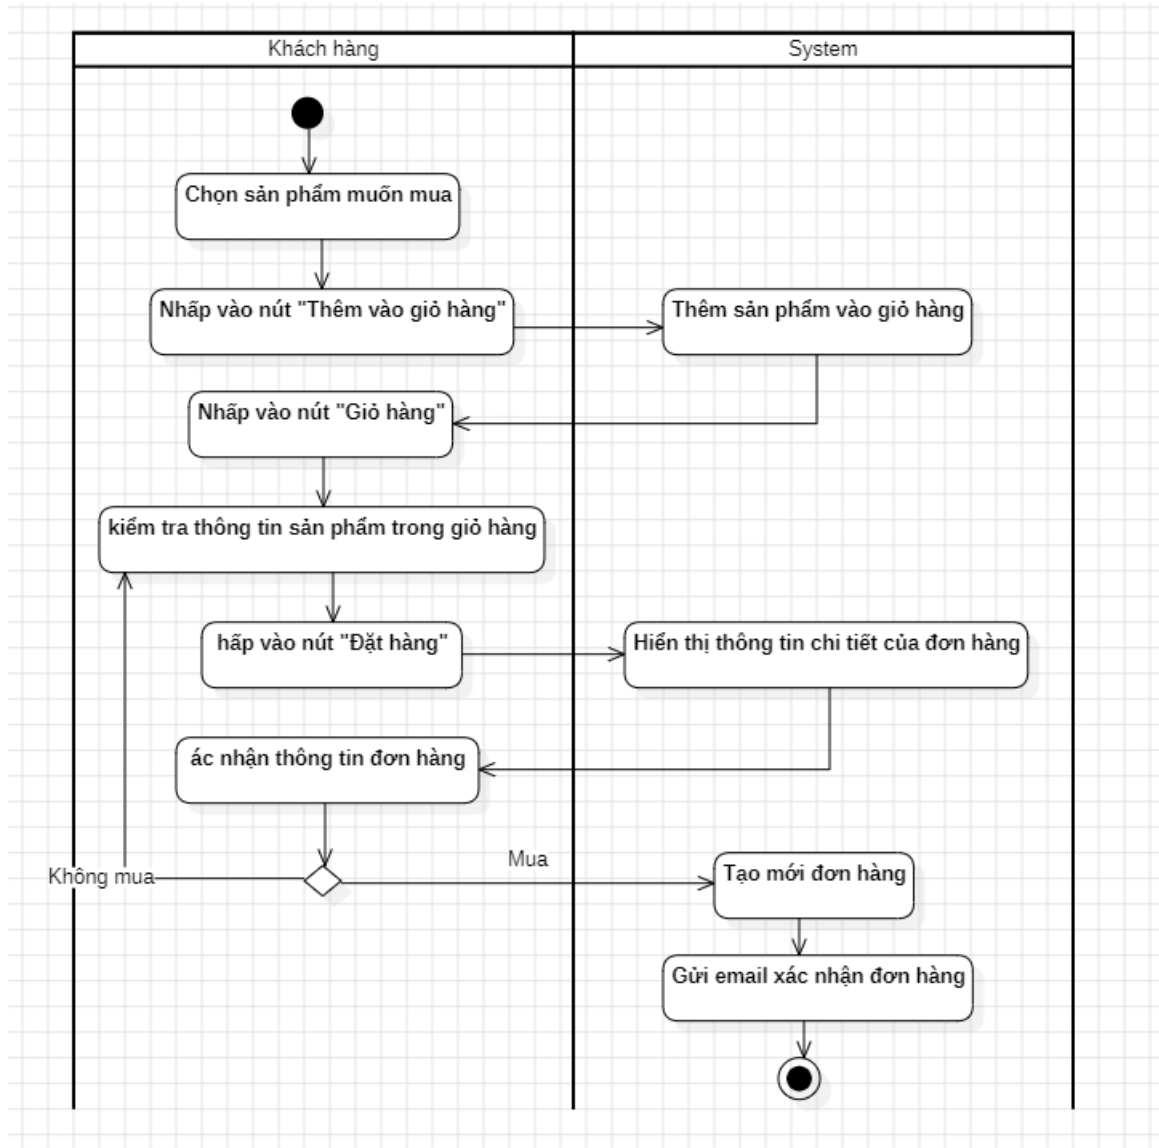 Khách hàng
System
Chọn sản phẩm muốn mua
Nhấp vào nút "Thêm vào giỏ hàng"
Thêm sản phẩm vào giỏ hàng
Nhấp vào nút "Giỏ hàng"
kiểm tra thông tin sản phẩm trong giỏ hàng
hấp vào nút "Đặt hàng"
Hiển thị thông tin chi tiết của đơn hàng
ác nhận thông tin đơn hàng
Mua
Không mua
Tạo mới đơn hàng
Gửi email xác nhận đơn hàng